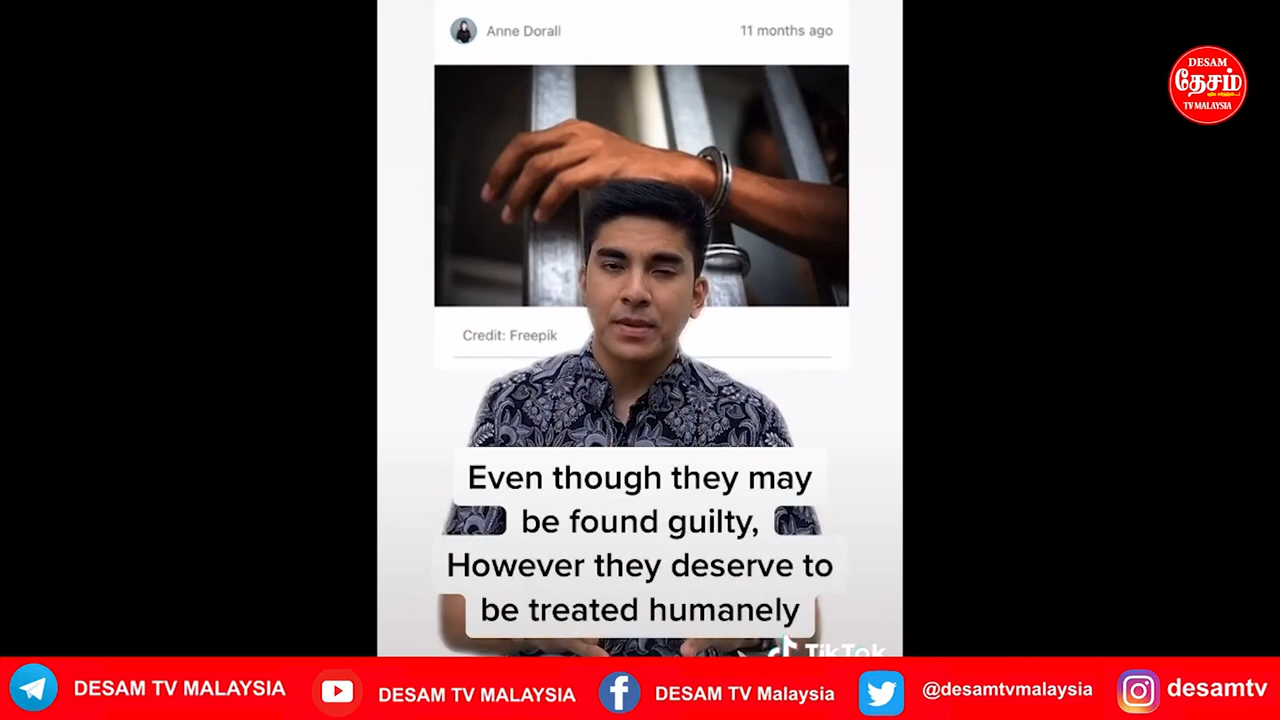 Anne Dorall
11 months ago
DESAM
தேசம்
TV MALAYSIA
Credit: Freepik
Even though they may
be found guilty,
However they deserve to
be treated humanely
TikTok
DESAM TV MALAYSIA
DESAM TV MALAYSIA
DESAM TV Malaysia
@desamtvmalaysia
desamtv